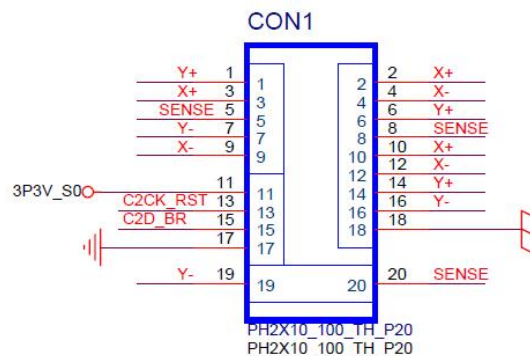 CON1
Y+ 1 1 2 2 X+
X+ 3 3 4 4 X-
SENSE 5 5 6 6 Y+
Y- 7 7 8 8 SENSE
X- 9 9 10 10 X+
12 12 X-
3P3V_S0 11 11 14 14 Y+
C2CK_RST 13 13 16 16 Y-
C2D_BR 15 15 18 18
17 17
Y- 19 19 20 20 SENSE
PH2X10_100_TH_P20
PH2X10_100_TH_P20